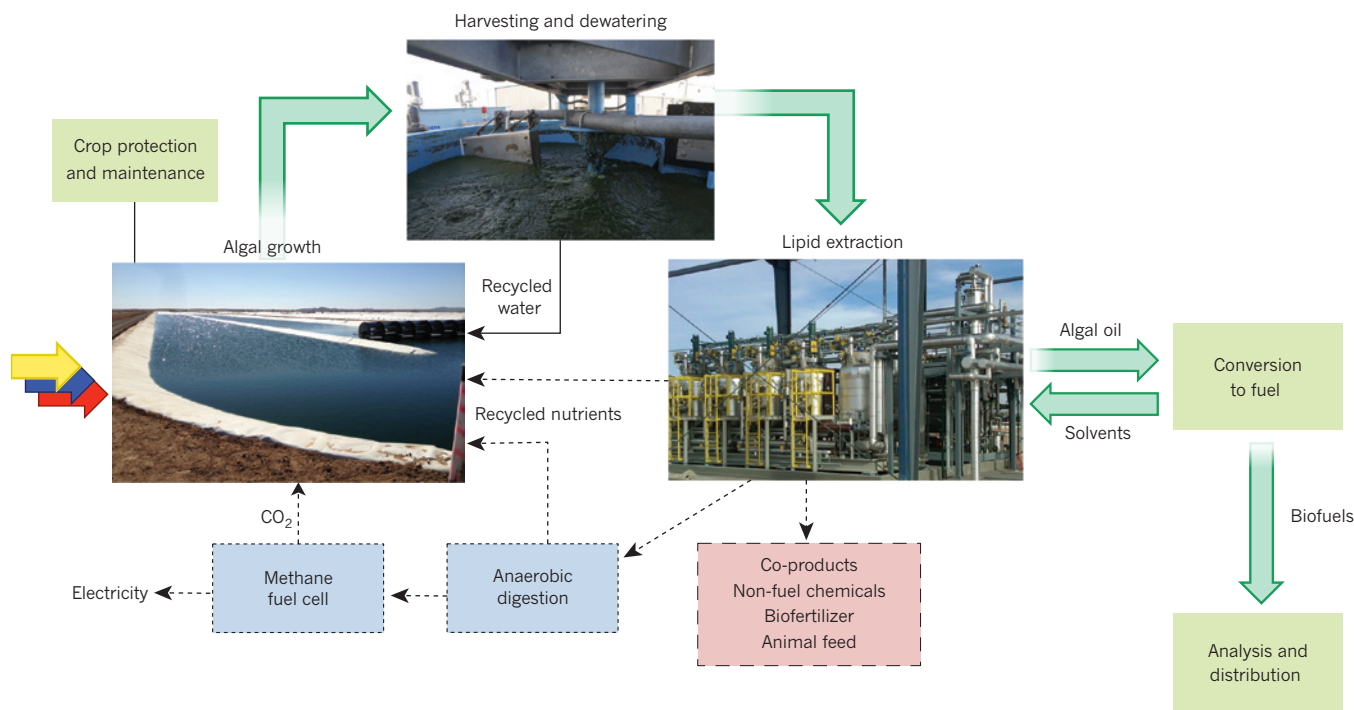 Harvesting and dewatering
Crop protection
and maintenance
Algal growth
Lipid extraction
Recycled
water
Algal oil
Conversion
to fuel
Recycled nutrients
Solvents
CO₂
Biofuels
Methane
fuel cell
Anaerobic
digestion
Co-products
Non-fuel chemicals
Biofertilizer
Animal feed
Electricity
Analysis and
distribution